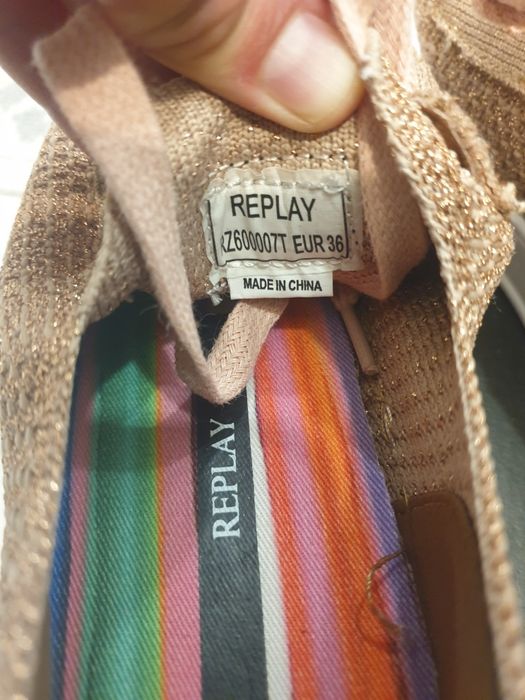 REPLAY
RZ600007T EUR 36
MADE IN CHINA
REPLAY